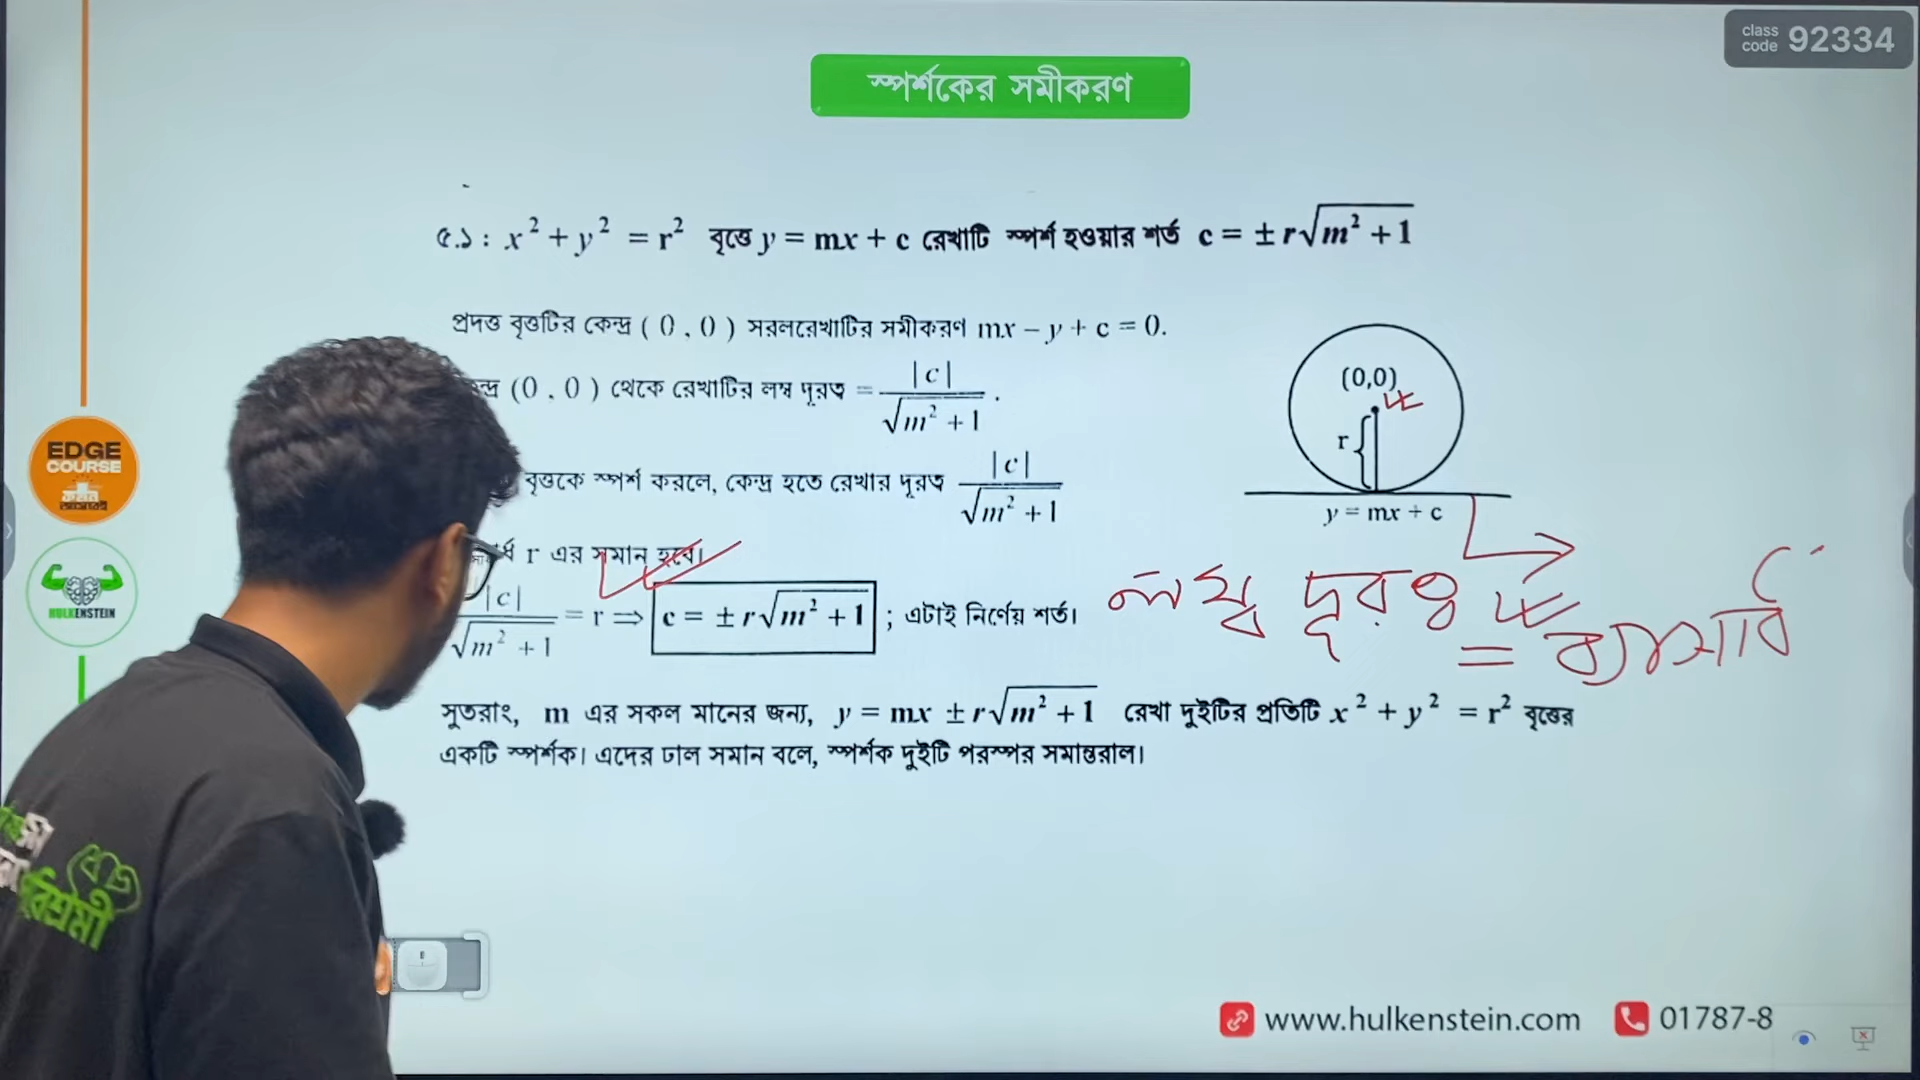 class code 92334
স্পর্শকের সমীকরণ
৫.১ : x² + y² = r² বৃত্তে y = mx + c রেখাটি স্পর্শ হওয়ার শর্ত c = ± r√(m² + 1)
প্রদত্ত বৃত্তটির কেন্দ্র ( 0 , 0 ) সরলরেখাটির সমীকরণ mx − y + c = 0.
ন্দ্র (0 , 0 ) থেকে রেখাটির লম্ব দূরত্ব = |c| / √(m² + 1) .
বৃত্তকে স্পর্শ করলে, কেন্দ্র হতে রেখার দূরত্ব |c| / √(m² + 1)
r এর সমান হবে।
|c| / √(m² + 1) = r ⇒ c = ± r√(m² + 1) ; এটাই নির্ণেয় শর্ত।
সুতরাং, m এর সকল মানের জন্য, y = mx ± r√(m² + 1) রেখা দুইটির প্রতিটি x² + y² = r² বৃত্তের
একটি স্পর্শক। এদের ঢাল সমান বলে, স্পর্শক দুইটি পরস্পর সমান্তরাল।
(0,0)
r
y = mx + c
লম্ব দূরত্ব
= ব্যাসার্ধ
EDGE
COURSE
HULKENSTEIN
www.hulkenstein.com 01787-8